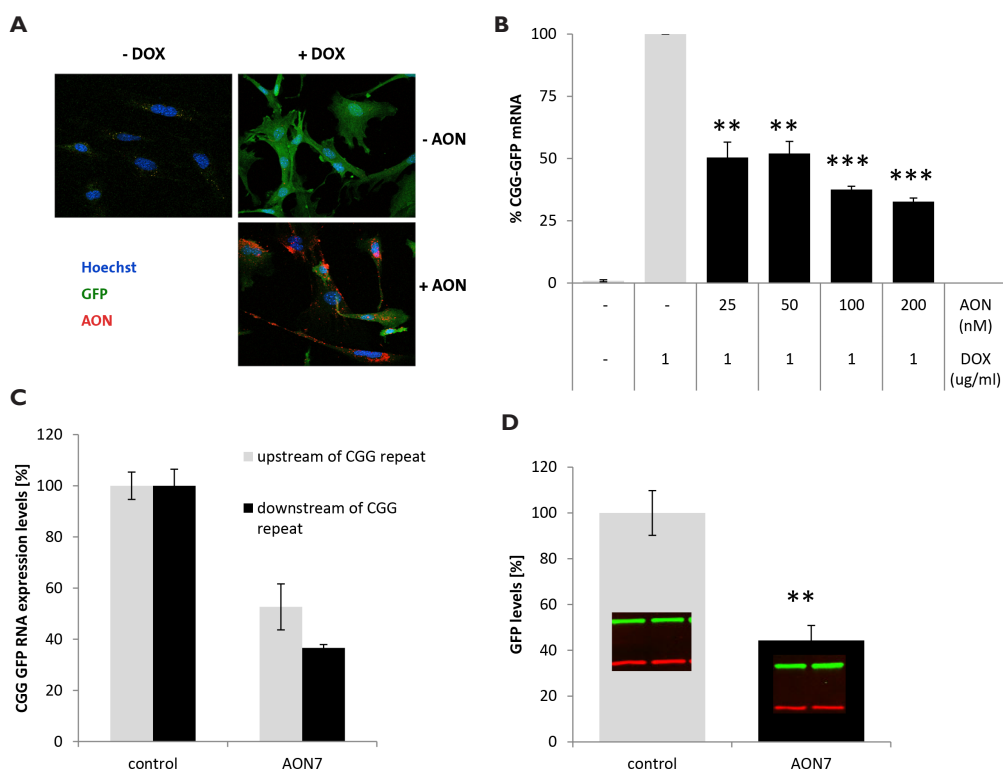 A
- DOX
+ DOX
- AON
+ AON
Hoechst
GFP
AON
B
% CGG-GFP mRNA
100
75
50
25
0
** ** *** ***
- - 25 50 100 200 AON
(nM)
- 1 1 1 1 1 DOX
(ug/ml)
C
CGG GFP RNA expression levels [%]
120
100
80
60
40
20
0
upstream of CGG repeat
downstream of CGG
repeat
control AON7
D
GFP levels [%]
120
100
80
60
40
20
0
**
control AON7